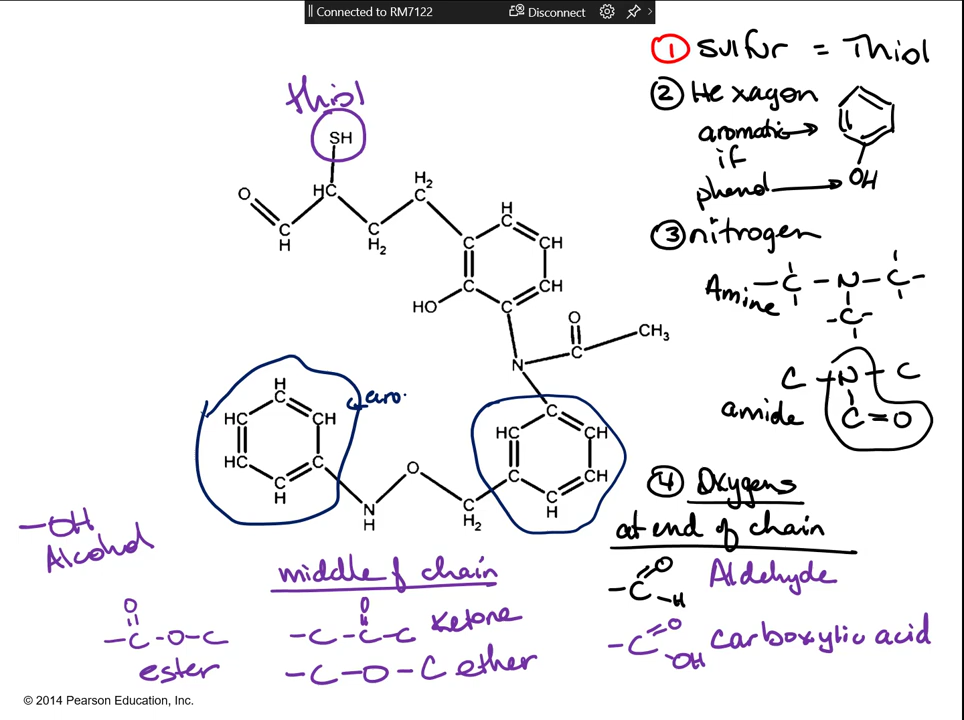 Connected to RM7122
Disconnect
① sulfur = Thiol
② Hexagon
aromatic
if
phenol
OH
③ nitrogen
Amine
-C-N-C-
-C-
C-N-C
amide
C=O
④ Oxygens
at end of chain
-C=O
-H
Aldehyde
-C=O
-OH
carboxylic acid
thiol
SH
O
HC
C
H
H2
C
C
H2
H
C
C
CH
C
CH
HO
C
O
C
CH3
N
H
C
HC
CH
HC
C
C
H
aro.
C
HC
CH
C
CH
C
H
O
N
H
C
H2
-OH
Alcohol
middle of chain
O
-C-C-C
Ketone
-C-O-C
ether
O
-C-O-C
ester
© 2014 Pearson Education, Inc.